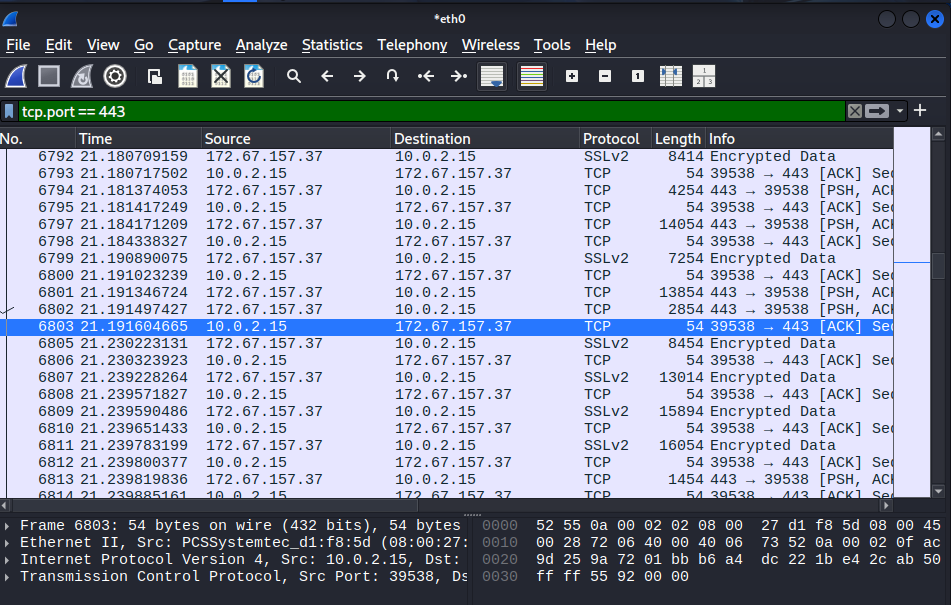 *eth0
File Edit View Go Capture Analyze Statistics Telephony Wireless Tools Help
tcp.port == 443
No. Time Source Destination Protocol Length Info
6792 21.180709159 172.67.157.37 10.0.2.15 SSLv2 8414 Encrypted Data
6793 21.180717502 10.0.2.15 172.67.157.37 TCP 54 39538 → 443 [ACK] Sec
6794 21.181374053 172.67.157.37 10.0.2.15 TCP 4254 443 → 39538 [PSH, ACK
6795 21.181417249 10.0.2.15 172.67.157.37 TCP 54 39538 → 443 [ACK] Sec
6797 21.184171209 172.67.157.37 10.0.2.15 TCP 14054 443 → 39538 [PSH, ACK
6798 21.184338327 10.0.2.15 172.67.157.37 TCP 54 39538 → 443 [ACK] Sec
6799 21.190890075 172.67.157.37 10.0.2.15 SSLv2 7254 Encrypted Data
6800 21.191023239 10.0.2.15 172.67.157.37 TCP 54 39538 → 443 [ACK] Sec
6801 21.191346724 172.67.157.37 10.0.2.15 TCP 13854 443 → 39538 [PSH, ACK
6802 21.191497427 172.67.157.37 10.0.2.15 TCP 2854 443 → 39538 [PSH, ACK
6803 21.191604665 10.0.2.15 172.67.157.37 TCP 54 39538 → 443 [ACK] Sec
6805 21.230223131 172.67.157.37 10.0.2.15 SSLv2 8454 Encrypted Data
6806 21.230323923 10.0.2.15 172.67.157.37 TCP 54 39538 → 443 [ACK] Sec
6807 21.239228264 172.67.157.37 10.0.2.15 SSLv2 13014 Encrypted Data
6808 21.239571827 10.0.2.15 172.67.157.37 TCP 54 39538 → 443 [ACK] Sec
6809 21.239590486 172.67.157.37 10.0.2.15 SSLv2 15894 Encrypted Data
6810 21.239651433 10.0.2.15 172.67.157.37 TCP 54 39538 → 443 [ACK] Sec
6811 21.239783199 172.67.157.37 10.0.2.15 SSLv2 16054 Encrypted Data
6812 21.239800377 10.0.2.15 172.67.157.37 TCP 54 39538 → 443 [ACK] Sec
6813 21.239819836 172.67.157.37 10.0.2.15 TCP 1454 443 → 39538 [PSH, ACK
6814 21.239885161 10.0.2.15 172.67.157.37 TCP 54 39538 → 443 [ACK] Sec
Frame 6803: 54 bytes on wire (432 bits), 54 bytes
Ethernet II, Src: PCSSystemtec_d1:f8:5d (08:00:27:
Internet Protocol Version 4, Src: 10.0.2.15, Dst:
Transmission Control Protocol, Src Port: 39538, Ds
0000 52 55 0a 00 02 02 08 00 27 d1 f8 5d 08 00 45
0010 00 28 72 06 40 00 40 06 73 52 0a 00 02 0f ac
0020 9d 25 9a 72 01 bb b6 a4 dc 22 1b e4 2c ab 50
0030 ff ff 55 92 00 00